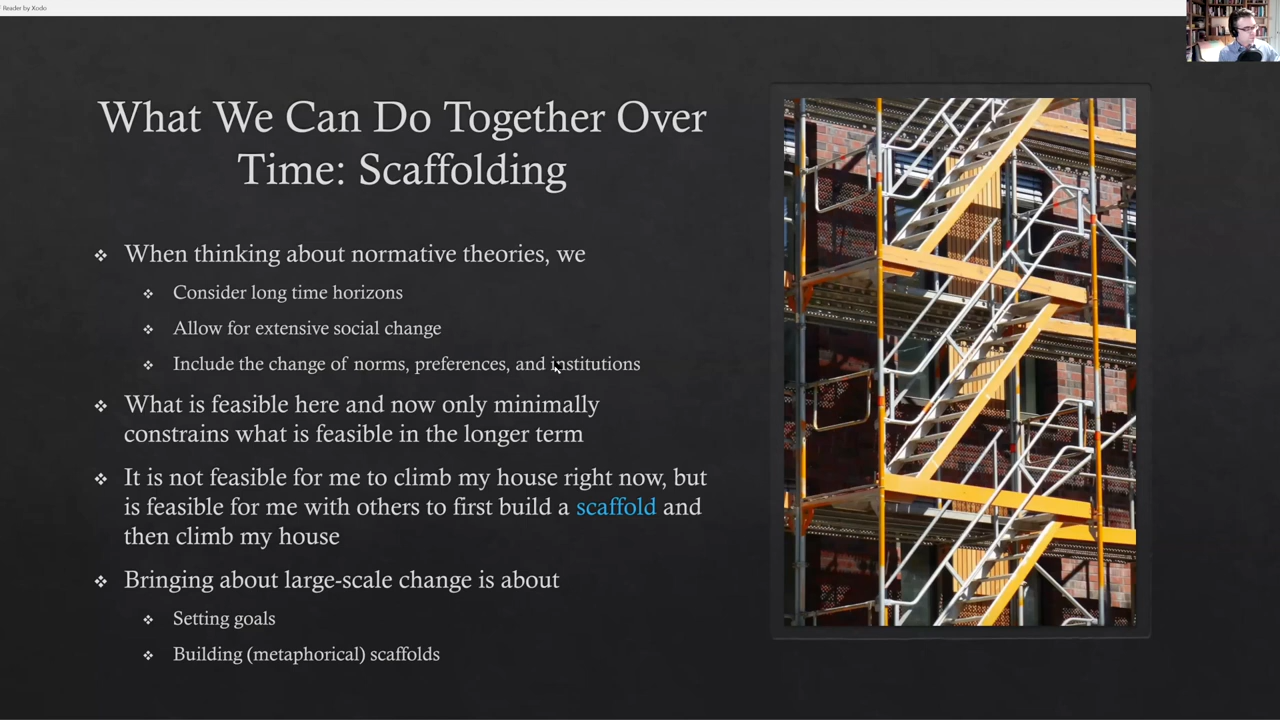 Reader by Xodo
What We Can Do Together Over
Time: Scaffolding
❖ When thinking about normative theories, we
❖ Consider long time horizons
❖ Allow for extensive social change
❖ Include the change of norms, preferences, and institutions
❖ What is feasible here and now only minimally
constrains what is feasible in the longer term
❖ It is not feasible for me to climb my house right now, but
is feasible for me with others to first build a scaffold and
then climb my house
❖ Bringing about large-scale change is about
❖ Setting goals
❖ Building (metaphorical) scaffolds